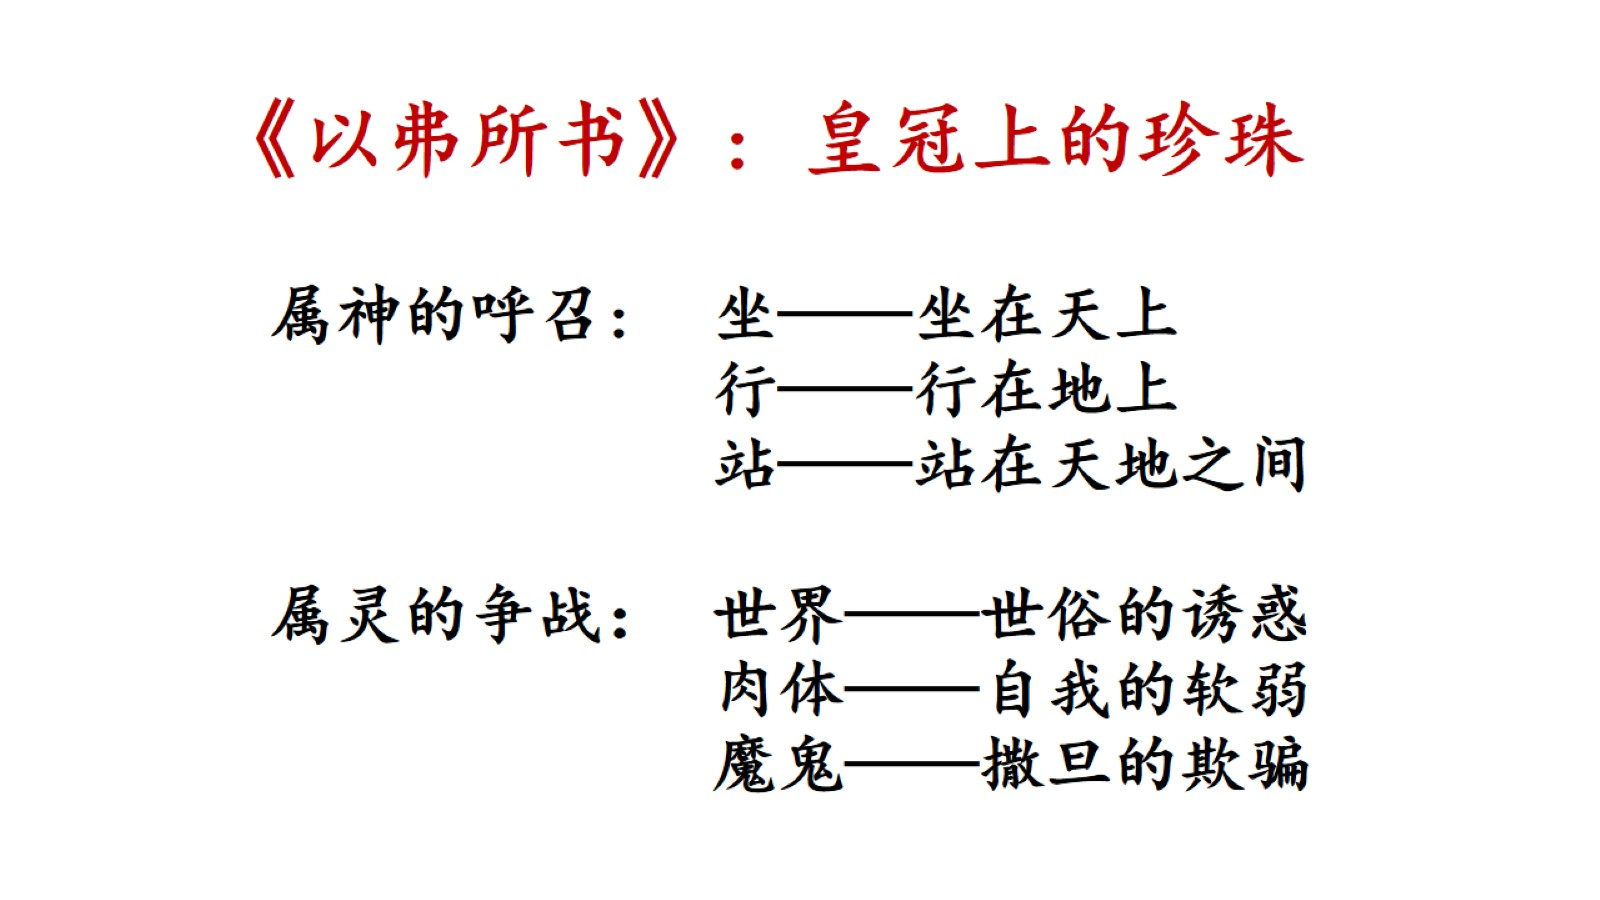 《以弗所书》：皇冠上的珍珠
属神的呼召： 坐——坐在天上
行——行在地上
站——站在天地之间
属灵的争战： 世界——世俗的诱惑
肉体——自我的软弱
魔鬼——撒旦的欺骗